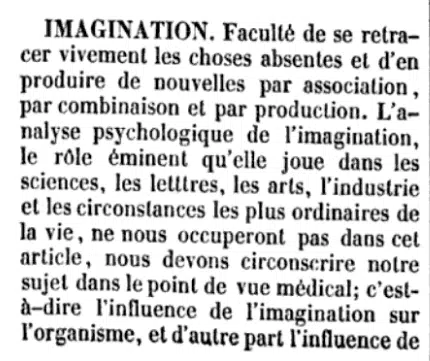 IMAGINATION. Faculté de se retra-
cer vivement les choses absentes et d'en
produire de nouvelles par association,
par combinaison et par production. L'a-
nalyse psychologique de l'imagination,
le rôle éminent qu'elle joue dans les
sciences, les letttres, les arts, l'industrie
et les circonstances les plus ordinaires de
la vie, ne nous occuperont pas dans cet
article, nous devons circonscrire notre
sujet dans le point de vue médical; c'est-
à-dire l'influence de l'imagination sur
l'organisme, et d'autre part l'influence de